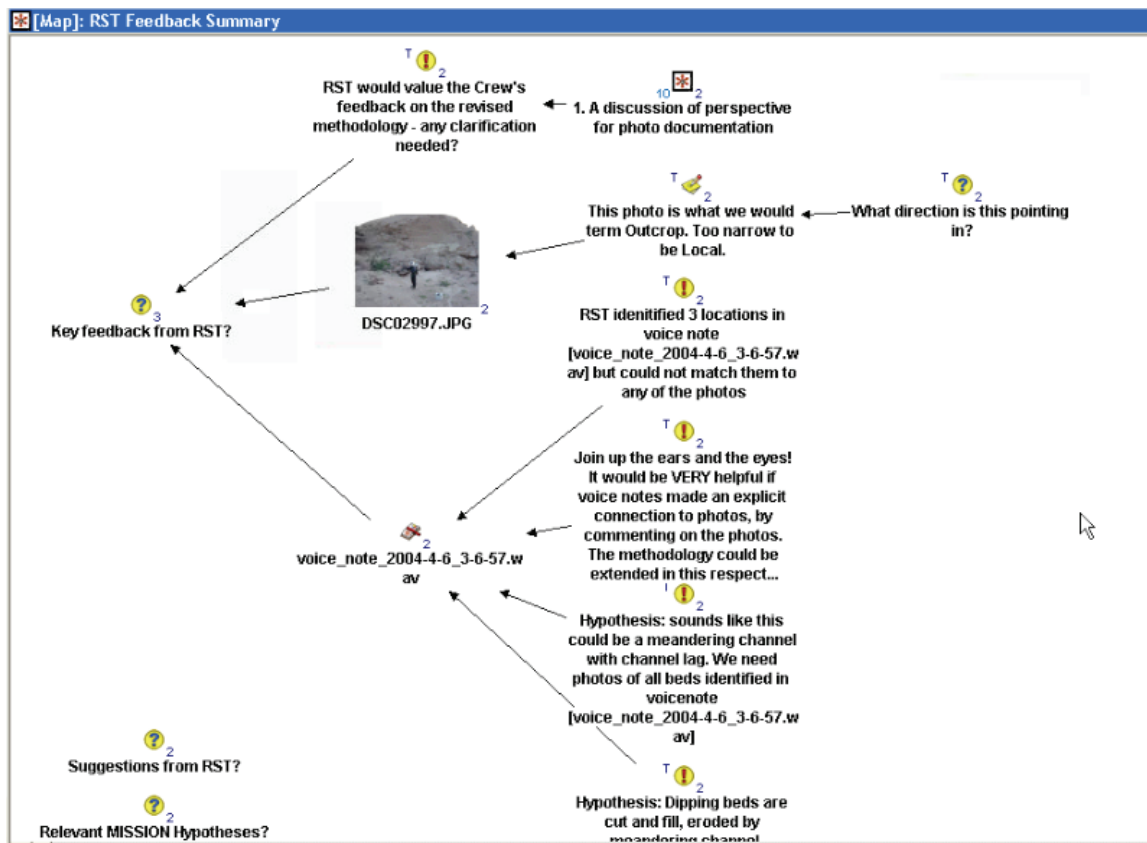 [Map]: RST Feedback Summary
T
2
RST would value the Crew's
feedback on the revised
methodology - any clarification
needed?
10
2
1. A discussion of perspective
for photo documentation
T
2
This photo is what we would
term Outcrop. Too narrow to
be Local.
T
2
What direction is this pointing
in?
2
DSC02997.JPG
3
Key feedback from RST?
T
2
RST idenitified 3 locations in
voice note
[voice_note_2004-4-6_3-6-57.w
av] but could not match them to
any of the photos
T
2
Join up the ears and the eyes!
It would be VERY helpful if
voice notes made an explicit
connection to photos, by
commenting on the photos.
The methodology could be
extended in this respect...
2
voice_note_2004-4-6_3-6-57.w
av
2
Hypothesis: sounds like this
could be a meandering channel
with channel lag. We need
photos of all beds identified in
voicenote
[voice_note_2004-4-6_3-6-57.w
av]
2
Suggestions from RST?
2
Relevant MISSION Hypotheses?
T
2
Hypothesis: Dipping beds are
cut and fill, eroded by
meandering channel